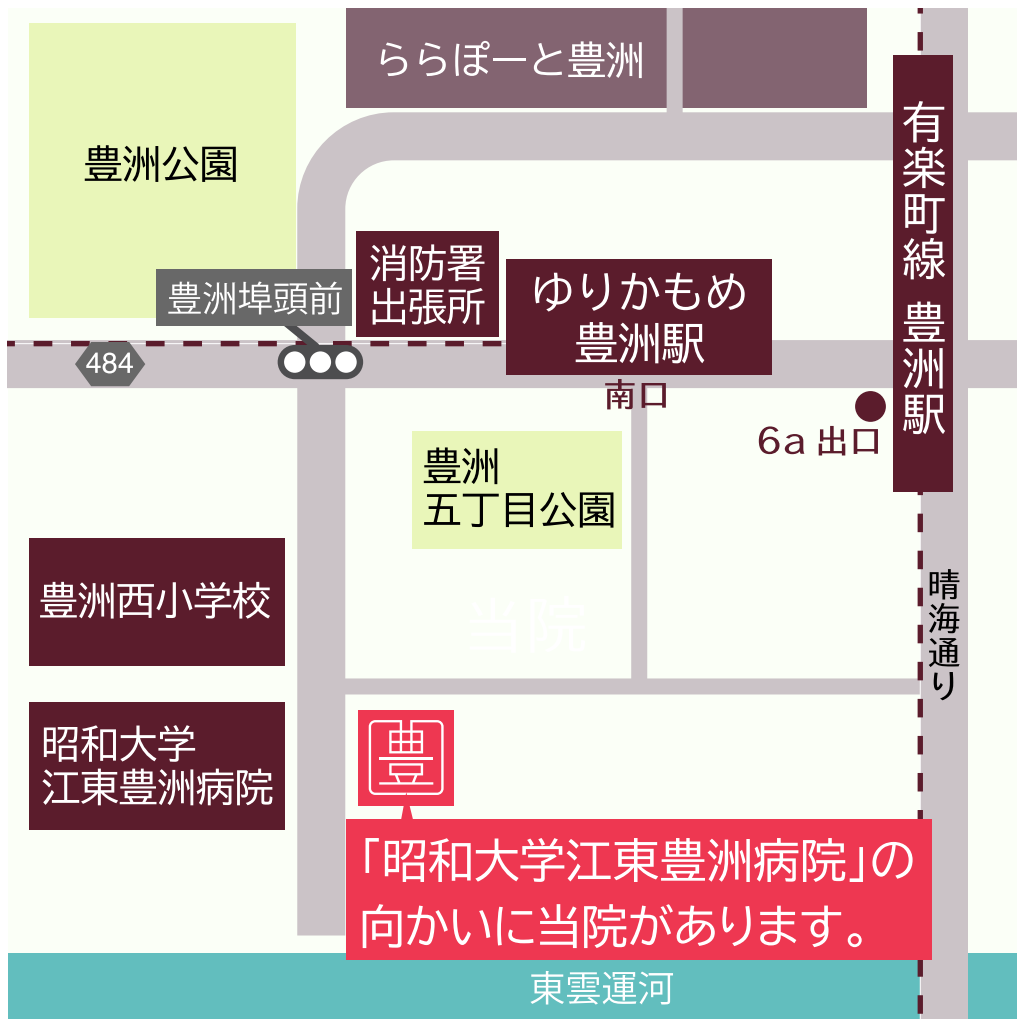 ららぽーと豊洲
豊洲公園
有楽町線 豊洲駅
消防署
出張所
ゆりかもめ
豊洲駅
豊洲埠頭前
484
南口
6a 出口
豊洲
五丁目公園
豊洲西小学校
当院
晴海通り
昭和大学
江東豊洲病院
豊
「昭和大学江東豊洲病院」の
向かいに当院があります。
東雲運河